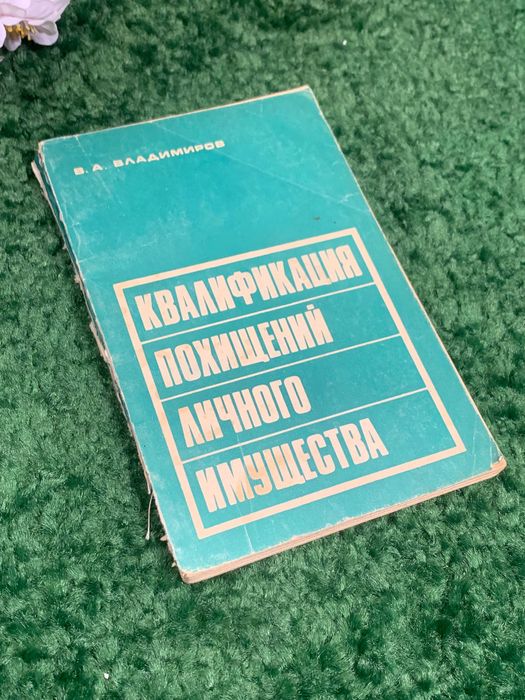 В. А. ВЛАДИМИРОВ
КВАЛИФИКАЦИЯ
ПОХИЩЕНИЙ
ЛИЧНОГО
ИМУЩЕСТВА